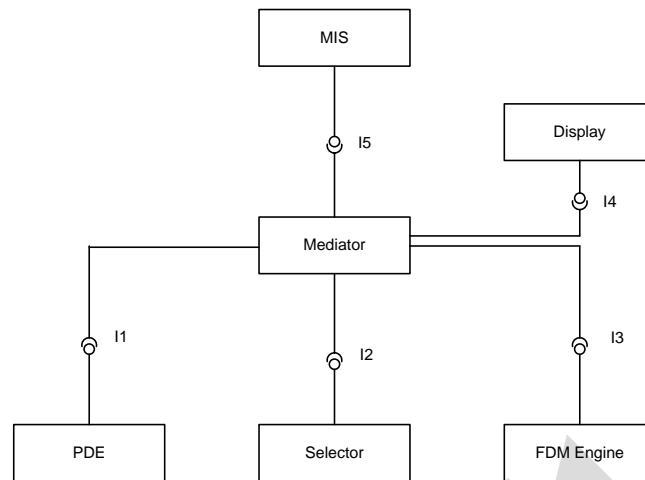 MIS
Display
I5
I4
Mediator
I1
I2
I3
PDE
Selector
FDM Engine